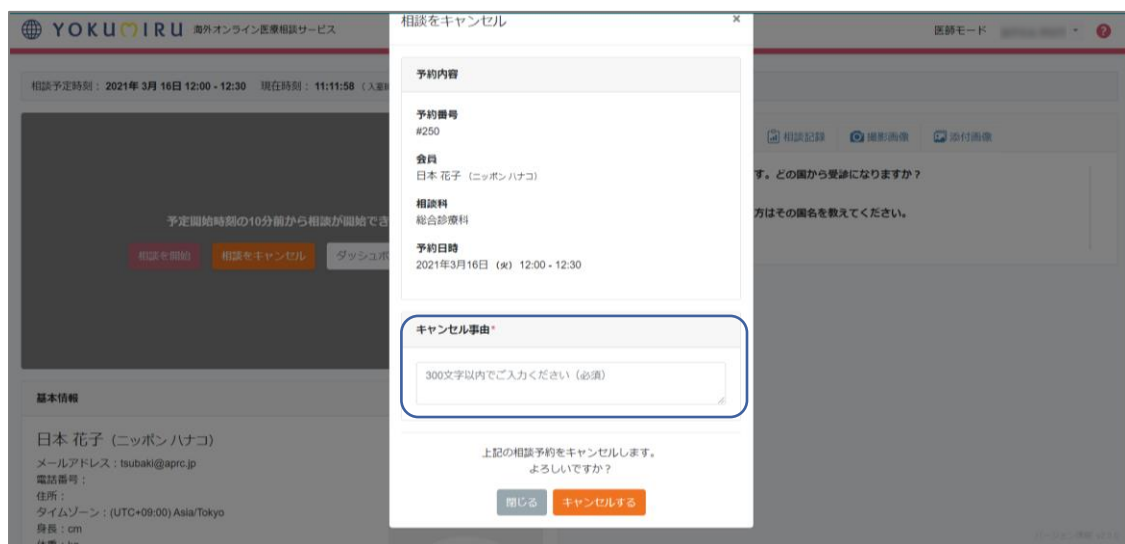 YOKUMIRU 海外オンライン医療相談サービス
医師モード
相談予定時刻： 2021年 3月 16日 12:00 - 12:30 現在時刻： 11:11:58
予定開始時刻の10分前から相談が開始でき
相談を開始
相談をキャンセル
ダッシュボ
基本情報
日本 花子（ニッポン ハナコ）
メールアドレス：tsubaki@aprc.jp
電話番号：
住所：
タイムゾーン：(UTC+09:00) Asia/Tokyo
身長：cm
体重：kg
相談をキャンセル
×
予約内容
予約番号
#250
会員
日本 花子（ニッポン ハナコ）
相談科
総合診療科
予約日時
2021年3月16日（火）12:00 - 12:30
キャンセル事由*
300文字以内でご入力ください（必須）
上記の相談予約をキャンセルします。
よろしいですか？
閉じる
キャンセルする
相談記録
撮影画像
添付画像
す。どの国から受診になりますか？
方はその国名を教えてください。